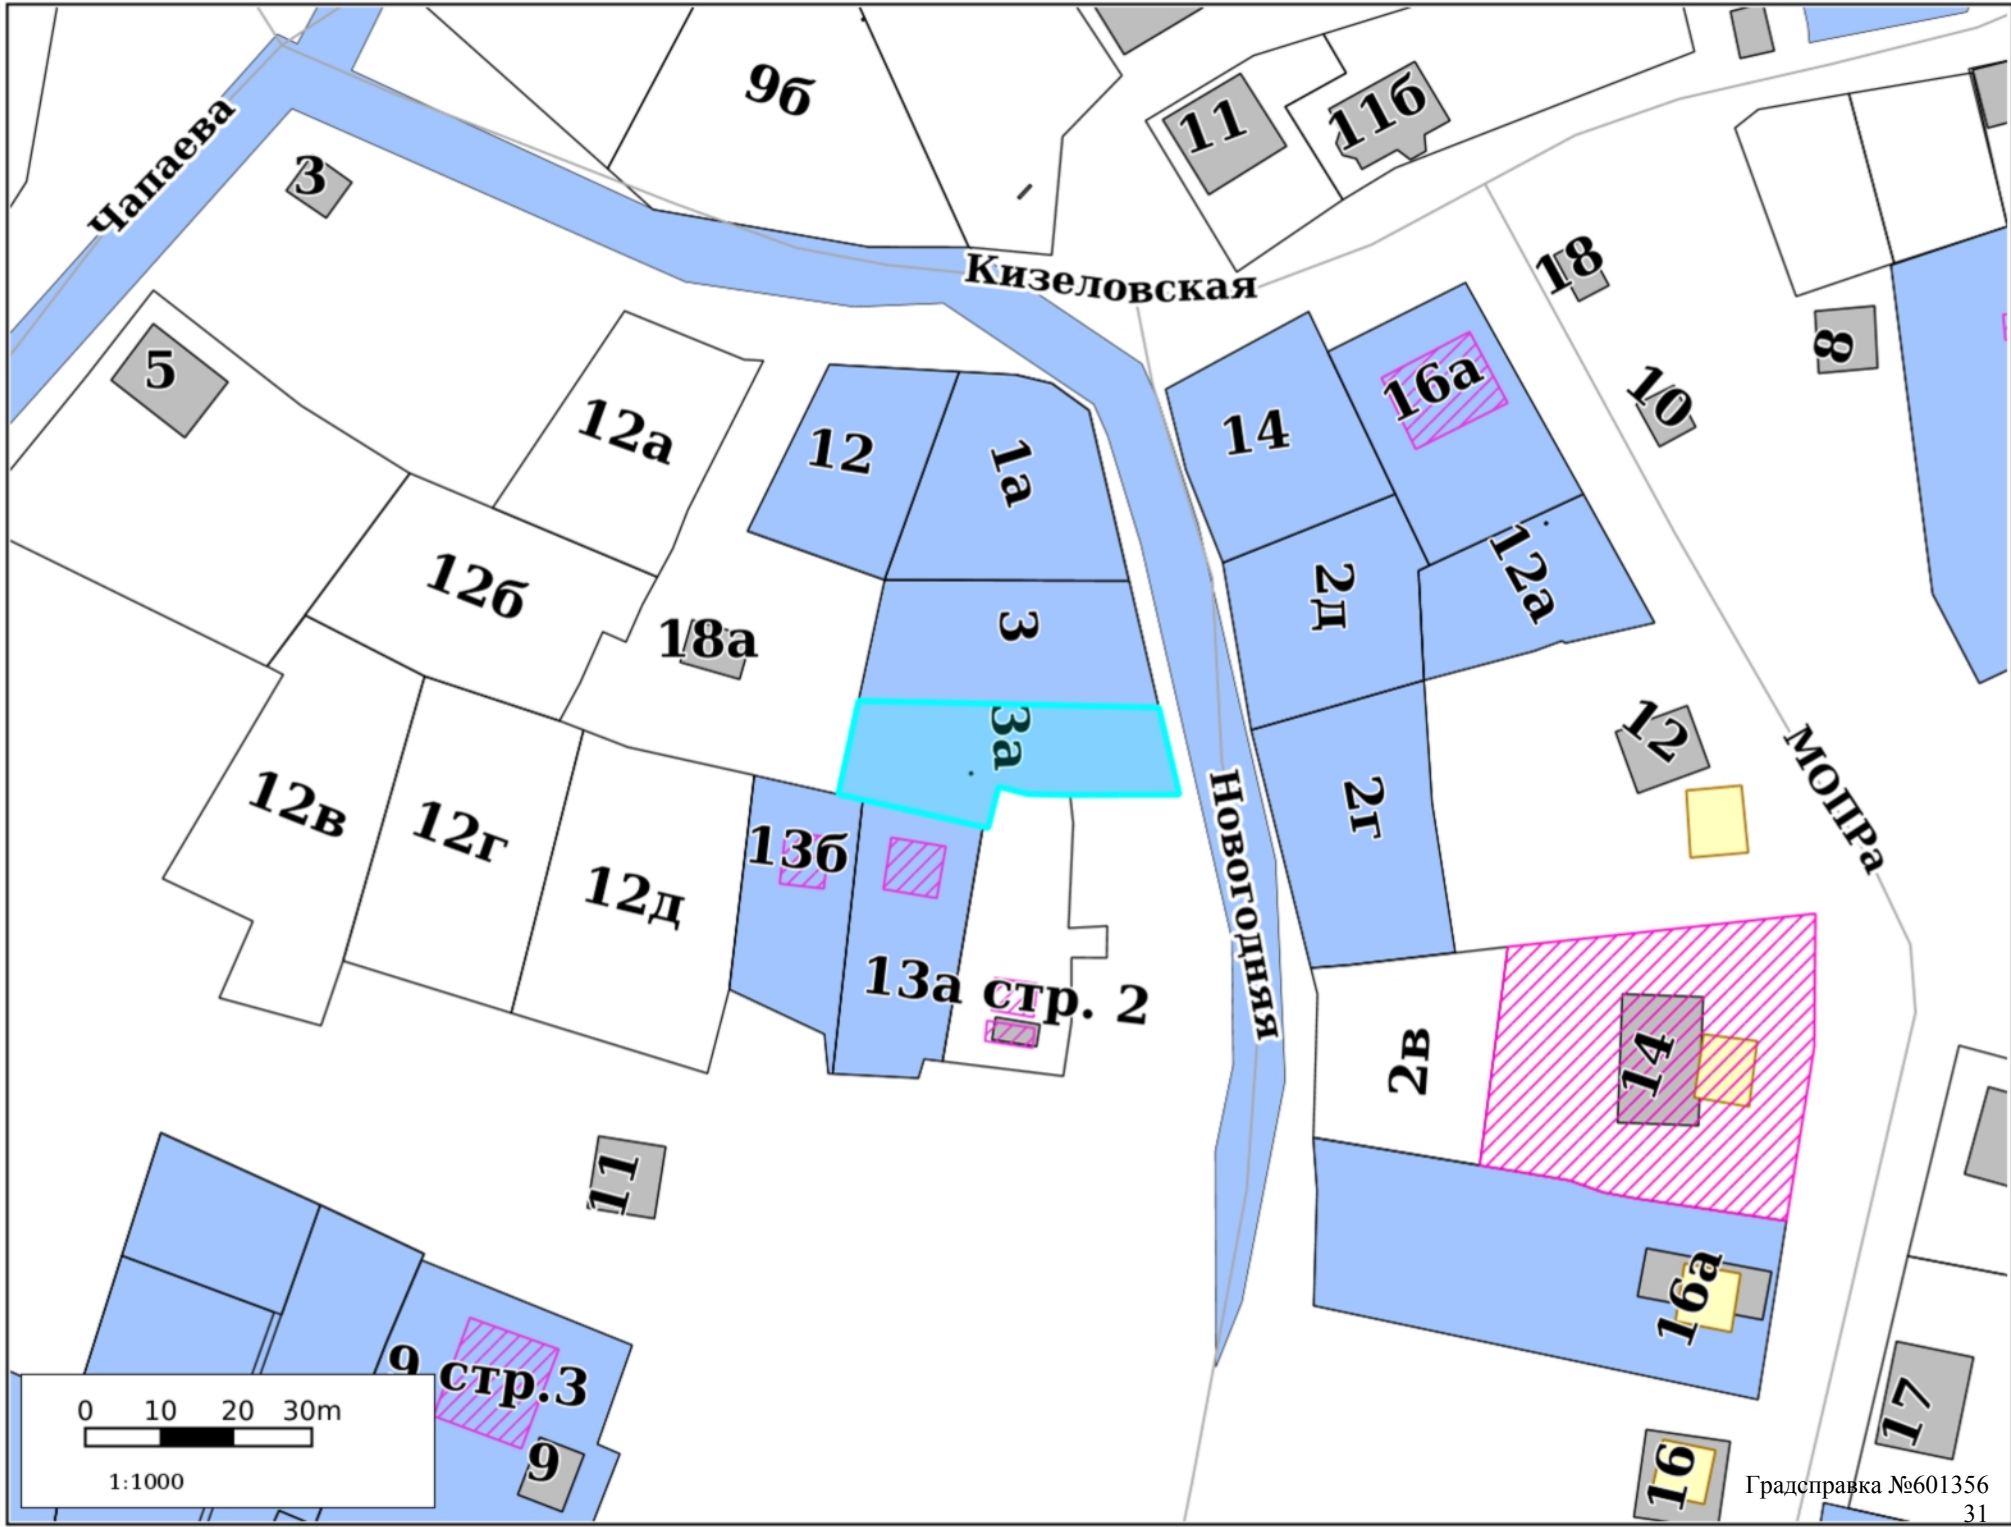 9б
11
11б
Чапаева
3
18
Кизеловская
8
5
16а
10
12а
12
1а
14
12б
2д
12а
3
18а
3а
12
МОПРа
12в
12г
2г
13б
12д
Новогодняя
13а стр. 2
2в
14
11
16а
9 стр.3
17
0 10 20 30m
9
16
1:1000
Градсправка №601356
31